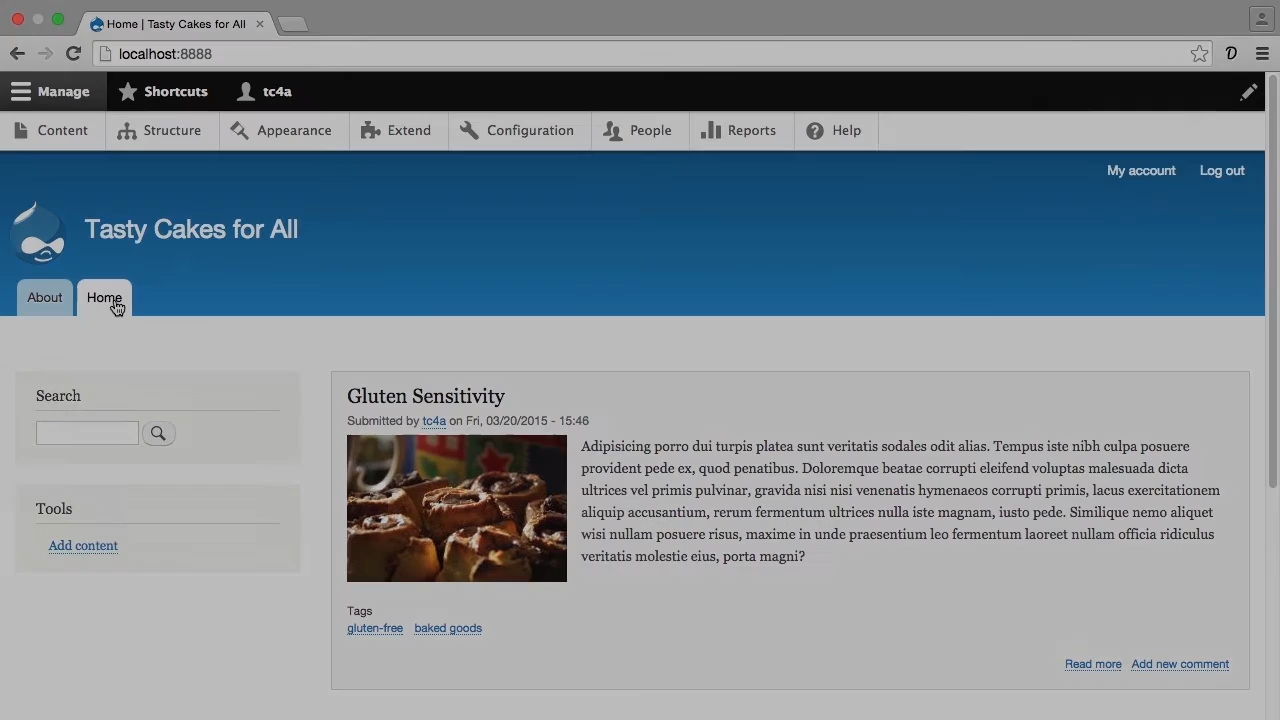 Home | Tasty Cakes for All
localhost:8888
Manage Shortcuts tc4a
Content Structure Appearance Extend Configuration People Reports Help
My account Log out
Tasty Cakes for All
About Home
Search
Tools
Add content
Gluten Sensitivity
Submitted by tc4a on Fri, 03/20/2015 - 15:46
Adipisicing porro dui turpis platea sunt veritatis sodales odit alias. Tempus iste nibh culpa posuere
provident pede ex, quod penatibus. Doloremque beatae corrupti eleifend voluptas malesuada dicta
ultrices vel primis pulvinar, gravida nisi nisi venenatis hymenaeos corrupti primis, lacus exercitationem
aliquip accusantium, rerum fermentum ultrices nulla iste magnam, iusto pede. Similique nemo aliquet
wisi nullam posuere risus, maxime in unde praesentium leo fermentum laoreet nullam officia ridiculus
veritatis molestie eius, porta magni?
Tags
gluten-free baked goods
Read more Add new comment